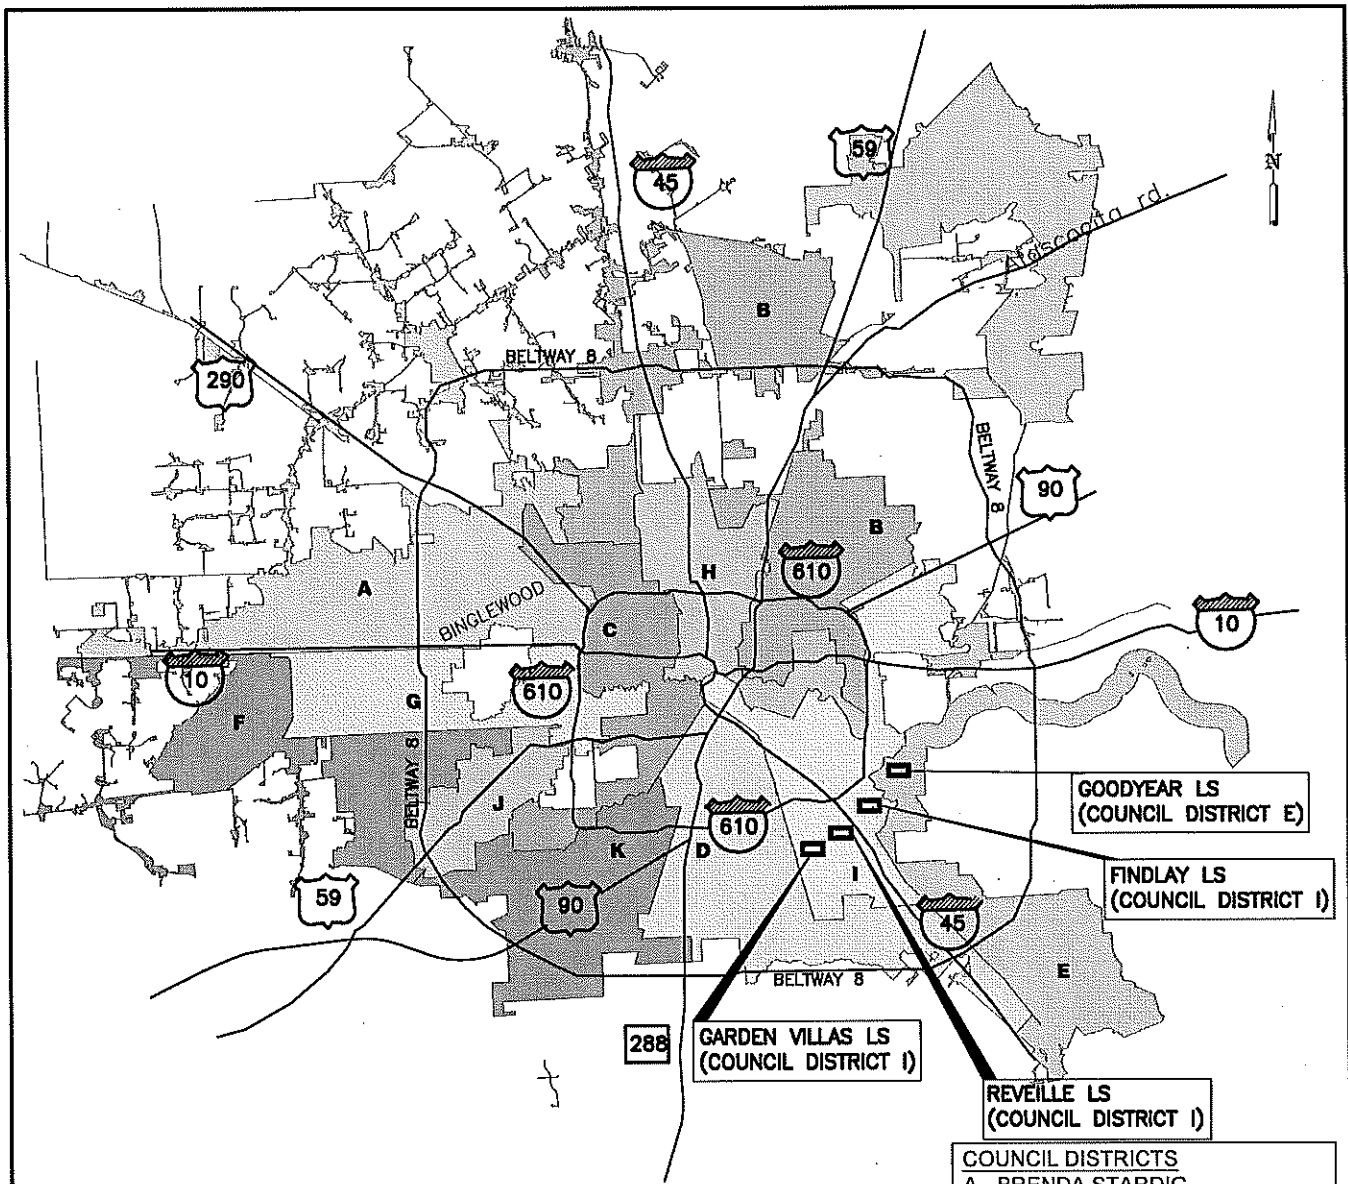 59
45
N
B
290
BELTWAY 8
BELTWAY 8
90
B
610
H
A
BINGLEWOOD
C
10
10
610
G
F
BELTWAY 8
J
GOODYEAR LS
(COUNCIL DISTRICT E)
610
K
D
I
FINDLAY LS
(COUNCIL DISTRICT I)
59
90
45
E
BELTWAY 8
288
GARDEN VILLAS LS
(COUNCIL DISTRICT I)
REVEILLE LS
(COUNCIL DISTRICT I)
COUNCIL DISTRICTS
A - BRENDA STARDIG